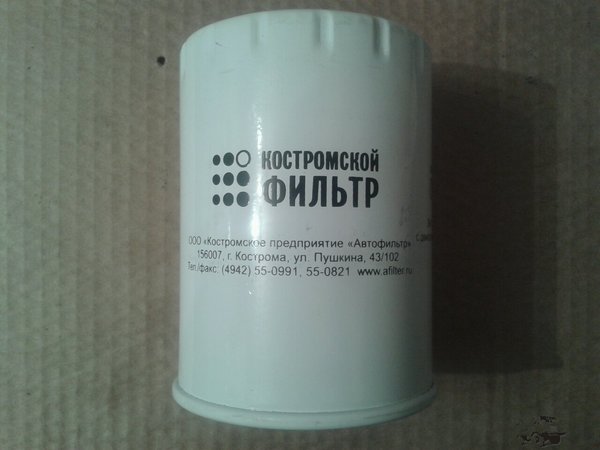 КОСТРОМСКОЙ
ФИЛЬТР
ООО «Костромское предприятие «Автофильтр»
156007, г. Кострома, ул. Пушкина, 43/102
Тел./факс: (4942) 55-0991, 55-0821 www.afilter.ru